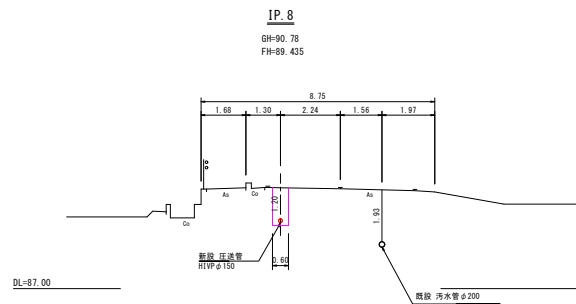 IP.8
GH=90.78
FH=89.435
8.75
1.68 1.30 2.24 1.56 1.97
As Co As
1.20
1.93
Co
新設 圧送管
HIVPφ150
0.60
DL=87.00
既設 汚水管φ200